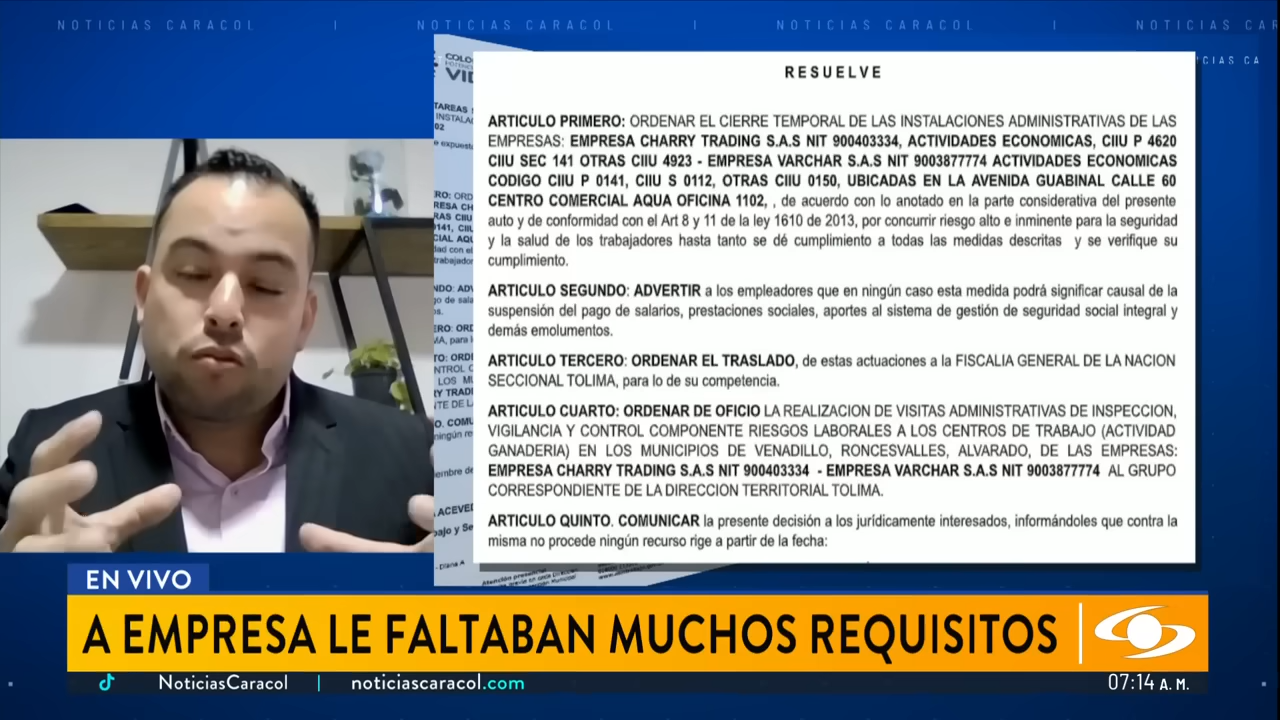 NOTICIAS CARACOL
NOTICIAS CARACOL
NOTICIAS CARACOL
NOTICIAS CAR
CIAS CA
COLO
VID
RESUELVE
ARTICULO PRIMERO: ORDENAR EL CIERRE TEMPORAL DE LAS INSTALACIONES ADMINISTRATIVAS DE LAS
EMPRESAS: EMPRESA CHARRY TRADING S.A.S NIT 900403334, ACTIVIDADES ECONOMICAS, CIIU P 4620
CIIU SEC 141 OTRAS CIIU 4923 - EMPRESA VARCHAR S.A.S NIT 9003877774 ACTIVIDADES ECONOMICAS
CODIGO CIIU P 0141, CIIU S 0112, OTRAS CIIU 0150, UBICADAS EN LA AVENIDA GUABINAL CALLE 60
CENTRO COMERCIAL AQUA OFICINA 1102, , de acuerdo con lo anotado en la parte considerativa del presente
auto y de conformidad con el Art 8 y 11 de la ley 1610 de 2013, por concurrir riesgo alto e inminente para la seguridad
y la salud de los trabajadores hasta tanto se dé cumplimiento a todas las medidas descritas y se verifique su
cumplimiento.
ARTICULO SEGUNDO: ADVERTIR a los empleadores que en ningún caso esta medida podrá significar causal de la
suspensión del pago de salarios, prestaciones sociales, aportes al sistema de gestión de seguridad social integral y
demás emolumentos.
ARTICULO TERCERO: ORDENAR EL TRASLADO, de estas actuaciones a la FISCALIA GENERAL DE LA NACION
SECCIONAL TOLIMA, para lo de su competencia.
ARTICULO CUARTO: ORDENAR DE OFICIO LA REALIZACION DE VISITAS ADMINISTRATIVAS DE INSPECCION,
VIGILANCIA Y CONTROL COMPONENTE RIESGOS LABORALES A LOS CENTROS DE TRABAJO (ACTIVIDAD
GANADERIA) EN LOS MUNICIPIOS DE VENADILLO, RONCESVALLES, ALVARADO, DE LAS EMPRESAS:
EMPRESA CHARRY TRADING S.A.S NIT 900403334 - EMPRESA VARCHAR S.A.S NIT 9003877774 AL GRUPO
CORRESPONDIENTE DE LA DIRECCION TERRITORIAL TOLIMA.
ARTICULO QUINTO. COMUNICAR la presente decisión a los jurídicamente interesados, informándoles que contra la
misma no procede ningún recurso rige a partir de la fecha:
EN VIVO
A EMPRESA LE FALTABAN MUCHOS REQUISITOS
NoticiasCaracol | noticiascaracol.com
07:14 A. M.